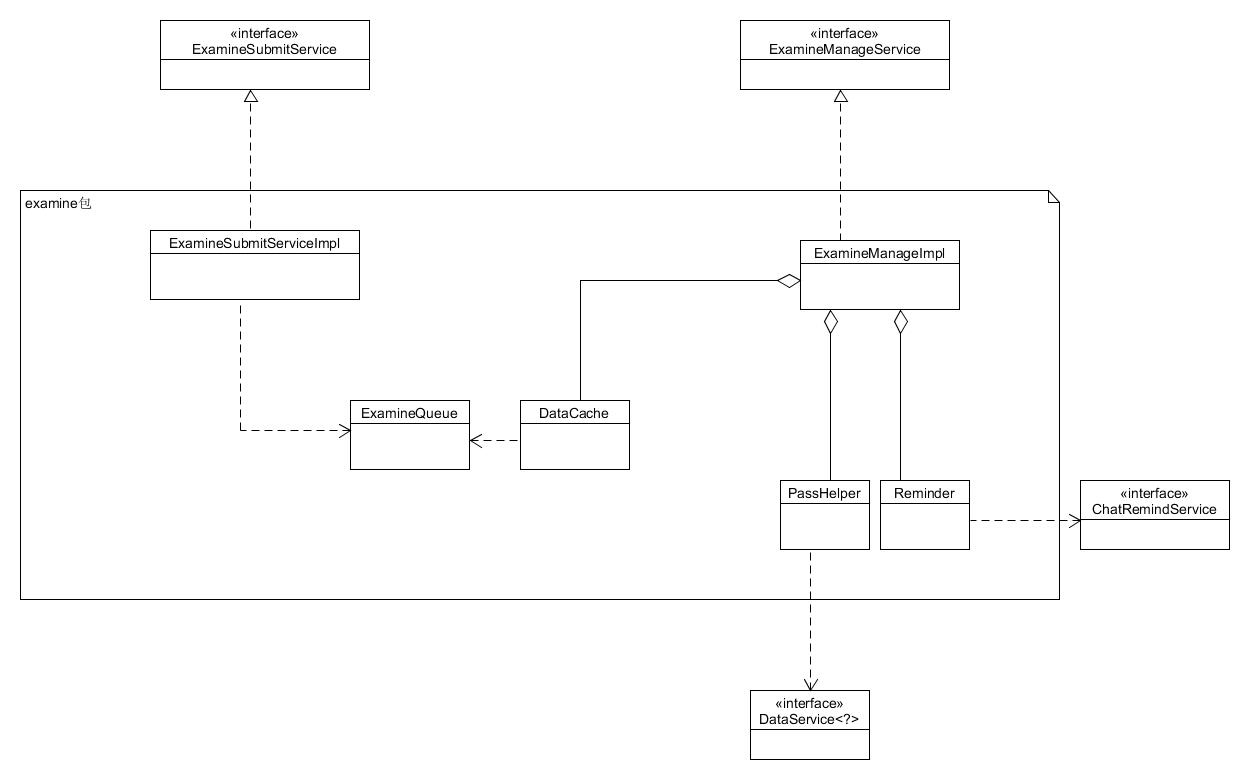 «interface»
ExamineSubmitService
«interface»
ExamineManageService
examine包
ExamineSubmitServiceImpl
ExamineManageImpl
ExamineQueue
DataCache
PassHelper
Reminder
«interface»
ChatRemindService
«interface»
DataService<?>